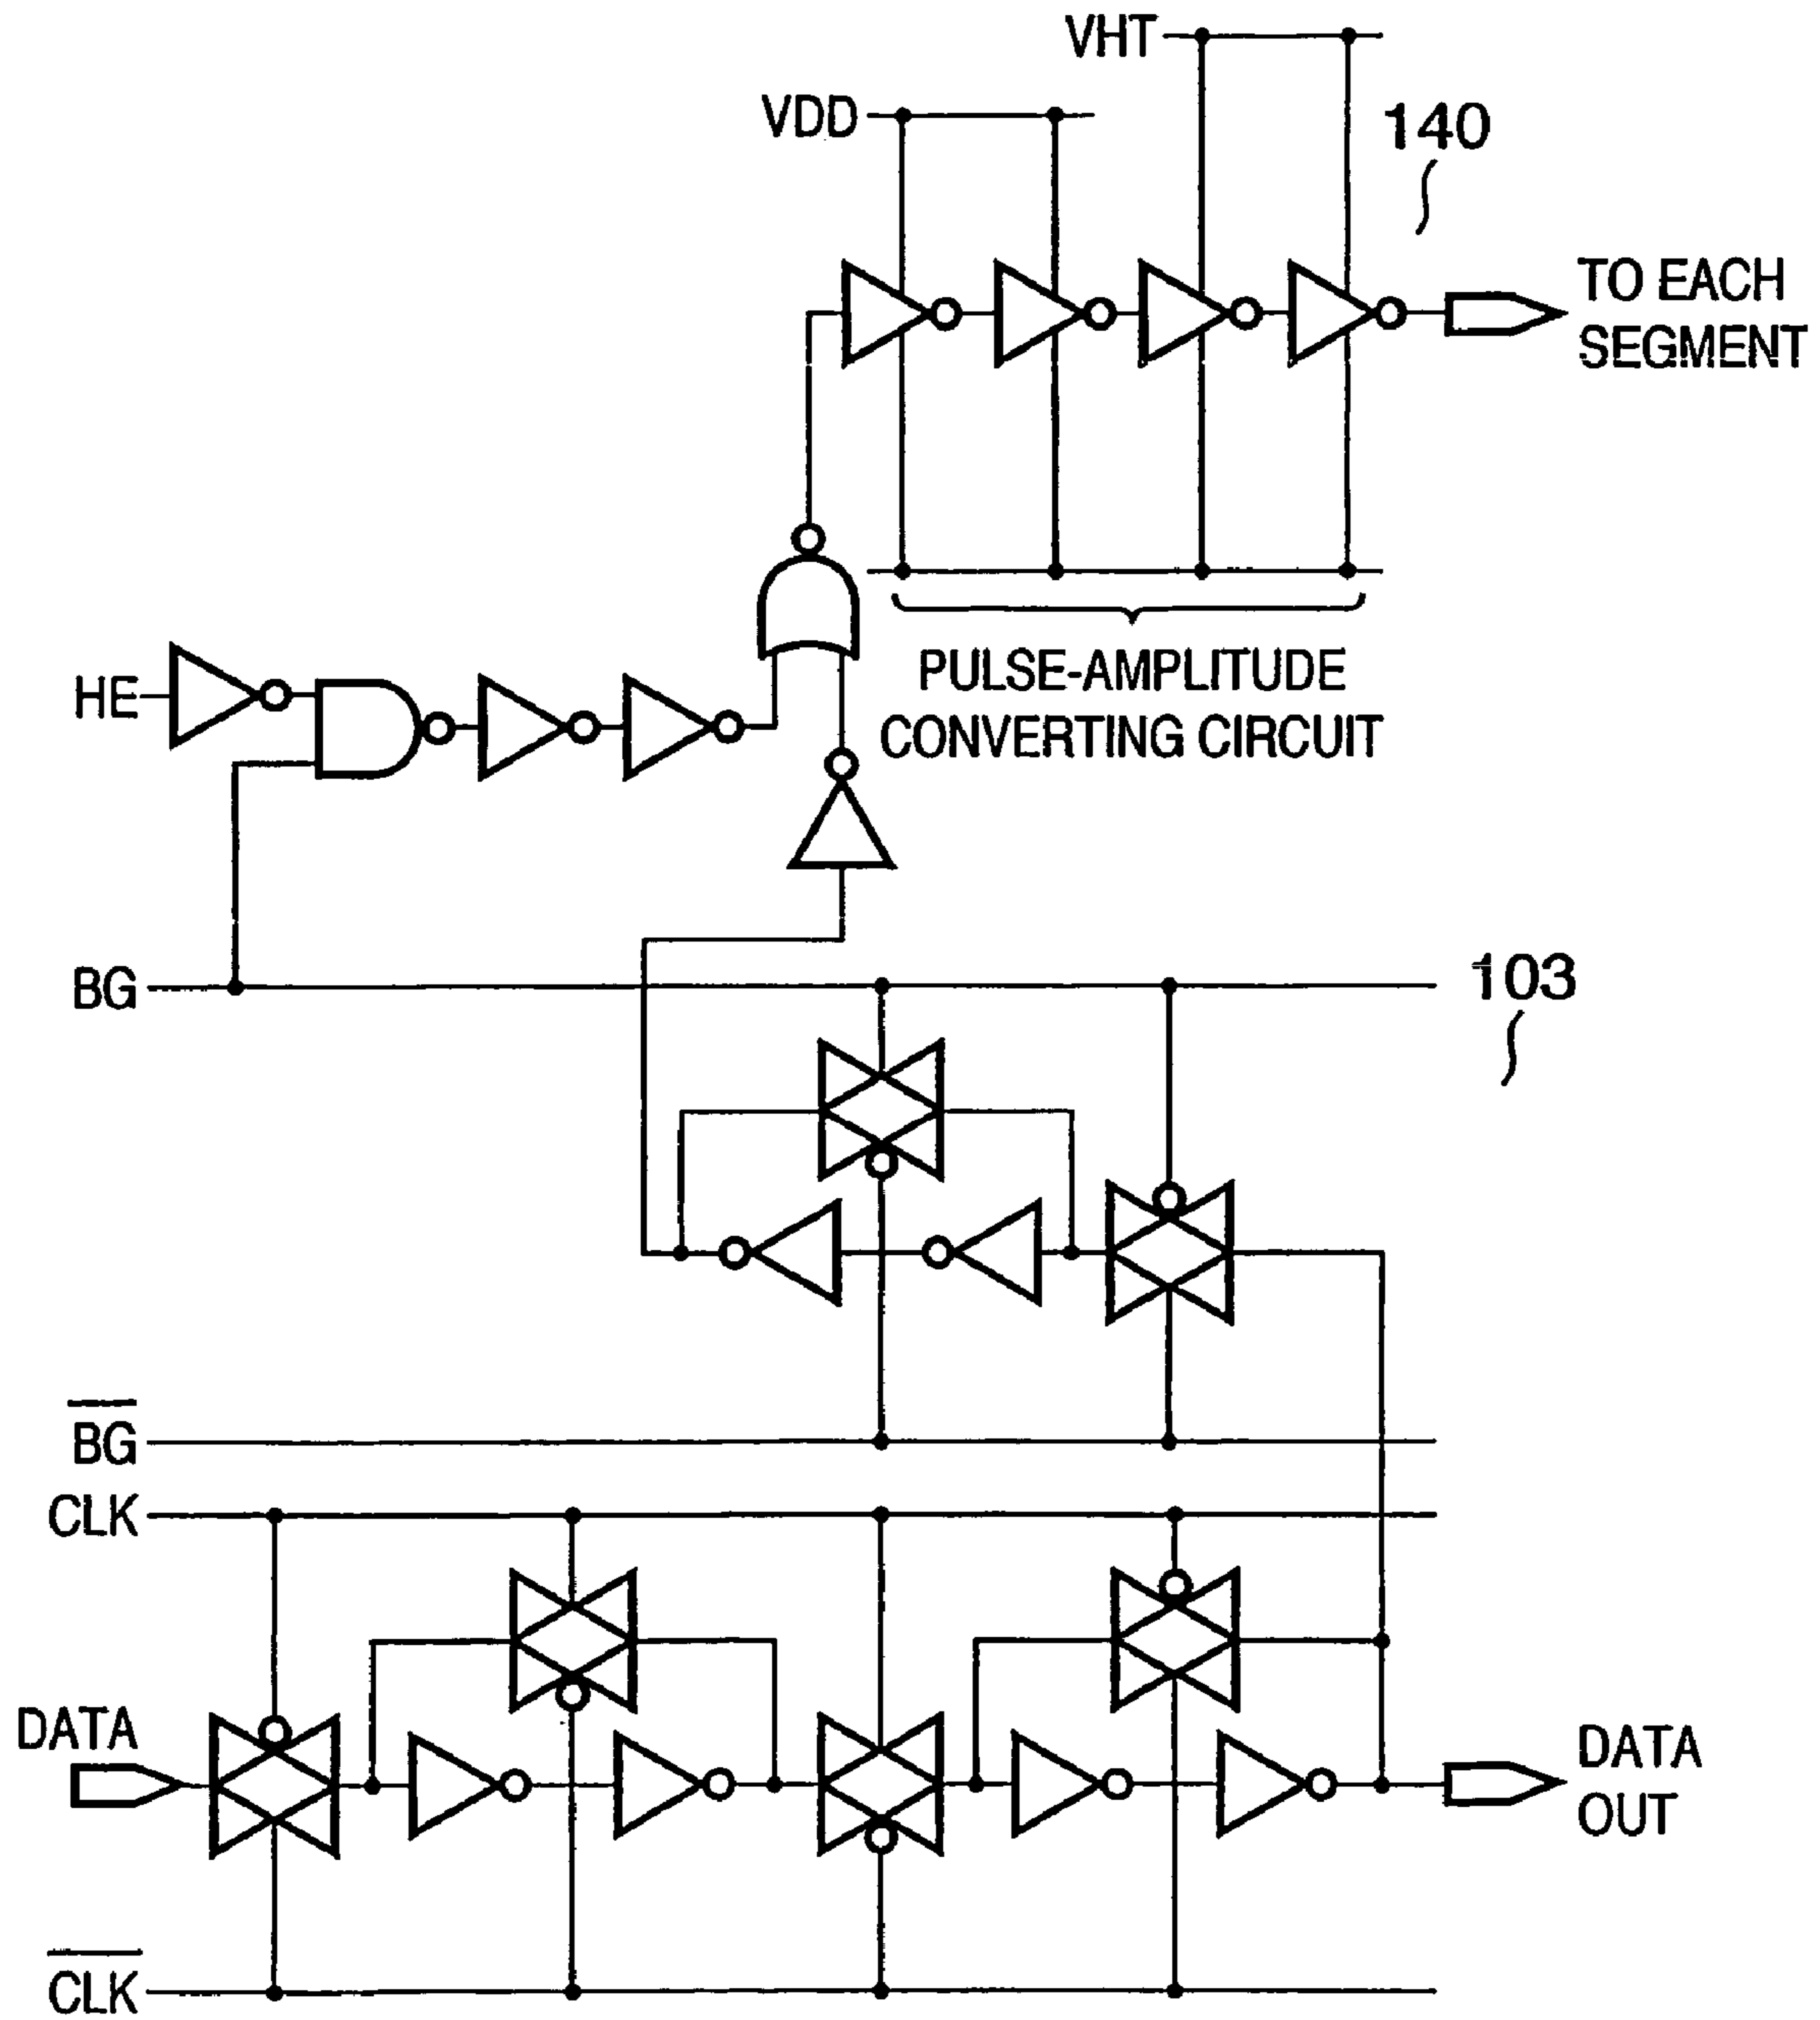 VHT
VDD
140
TO EACH
SEGMENT
HE
PULSE-AMPLITUDE
CONVERTING CIRCUIT
BG
103
BG
CLK
DATA
DATA
OUT
CLK